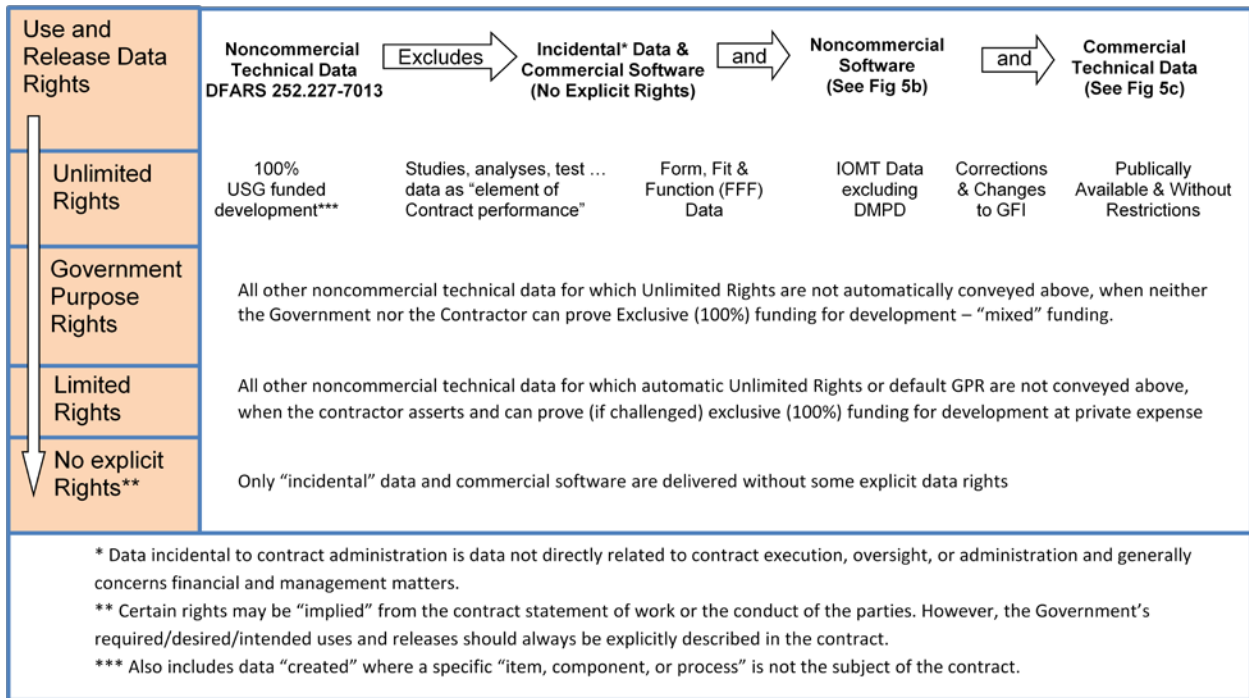 Use and
Release Data
Rights
Noncommercial
Technical Data
DFARS 252.227-7013
Excludes
Incidental* Data &
Commercial Software
(No Explicit Rights)
and
Noncommercial
Software
(See Fig 5b)
and
Commercial
Technical Data
(See Fig 5c)
Unlimited
Rights
100%
USG funded
development***
Studies, analyses, test …
data as “element of
Contract performance”
Form, Fit &
Function (FFF)
Data
IOMT Data
excluding
DMPD
Corrections
& Changes
to GFI
Publically
Available & Without
Restrictions
Government
Purpose
Rights
All other noncommercial technical data for which Unlimited Rights are not automatically conveyed above, when neither
the Government nor the Contractor can prove Exclusive (100%) funding for development – “mixed” funding.
Limited
Rights
All other noncommercial technical data for which automatic Unlimited Rights or default GPR are not conveyed above,
when the contractor asserts and can prove (if challenged) exclusive (100%) funding for development at private expense
No explicit
Rights**
Only “incidental” data and commercial software are delivered without some explicit data rights
* Data incidental to contract administration is data not directly related to contract execution, oversight, or administration and generally
concerns financial and management matters.
** Certain rights may be “implied” from the contract statement of work or the conduct of the parties. However, the Government’s
required/desired/intended uses and releases should always be explicitly described in the contract.
*** Also includes data “created” where a specific “item, component, or process” is not the subject of the contract.